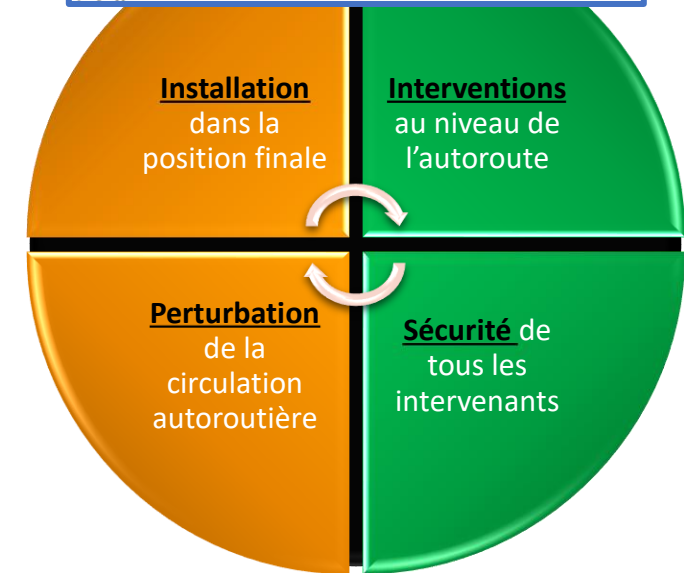 Installation
dans la
position finale
Interventions
au niveau de
l’autoroute
Perturbation
de la
circulation
autoroutière
Sécurité de
tous les
intervenants